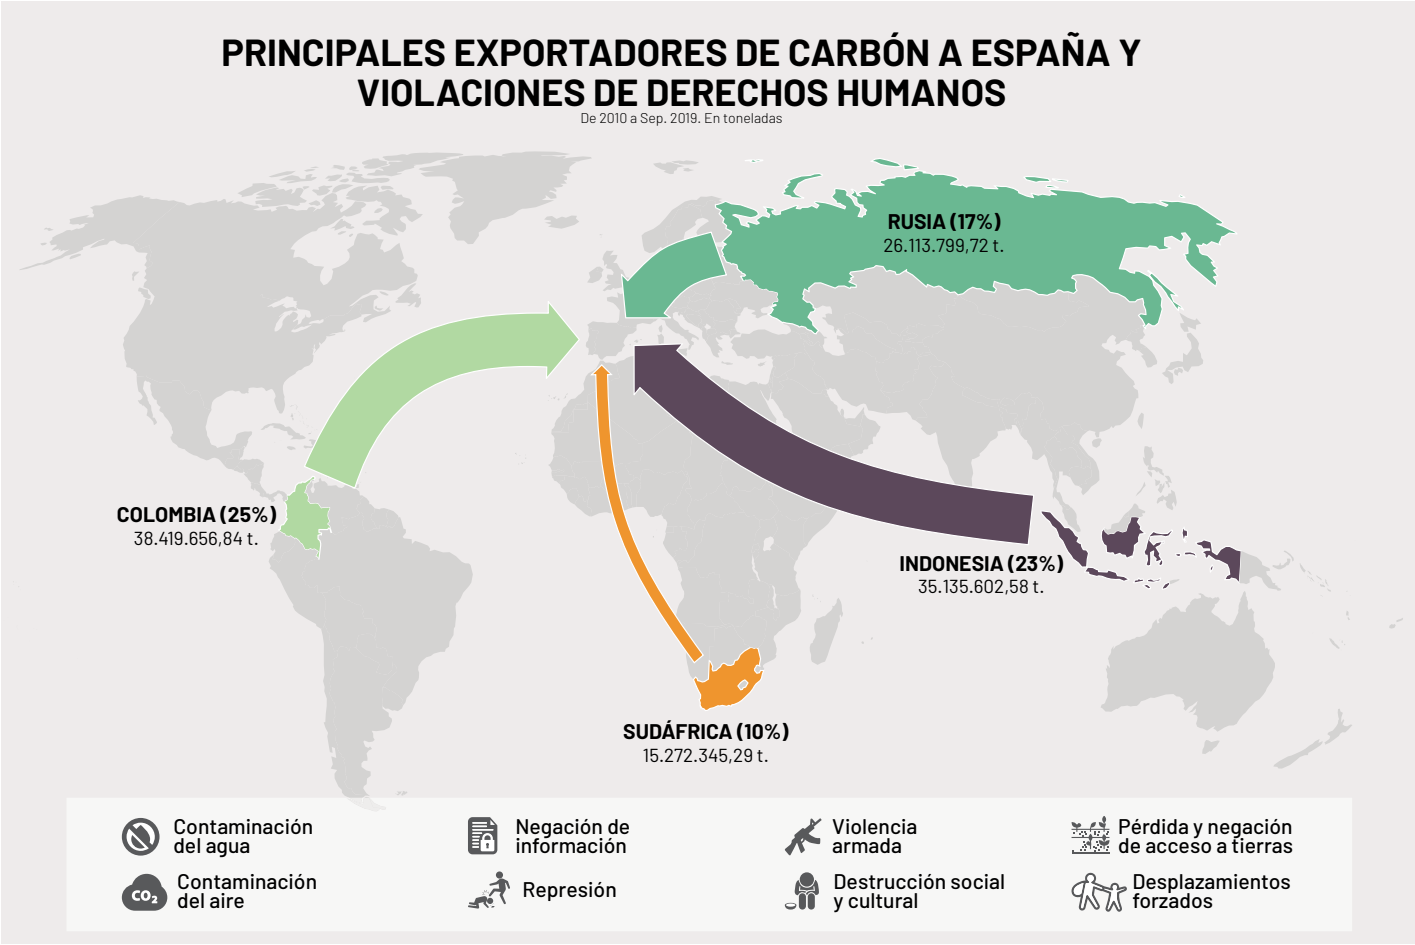 PRINCIPALES EXPORTADORES DE CARBÓN A ESPAÑA Y
VIOLACIONES DE DERECHOS HUMANOS
De 2010 a Sep. 2019. En toneladas
RUSIA (17%)
26.113.799,72 t.
COLOMBIA (25%)
38.419.656,84 t.
INDONESIA (23%)
35.135.602,58 t.
SUDÁFRICA (10%)
15.272.345,29 t.
Contaminación
del agua
Negación de
información
Violencia
armada
Pérdida y negación
de acceso a tierras
CO₂
Contaminación
del aire
Represión
Destrucción social
y cultural
Desplazamientos
forzados